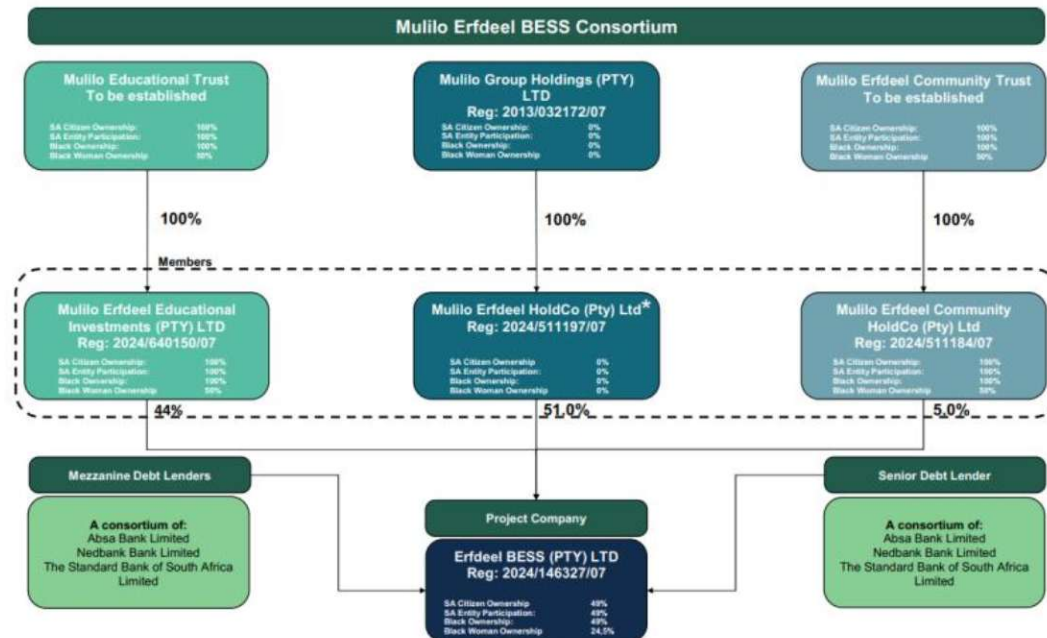 Mulilo Erfdeel BESS Consortium
Mulilo Educational Trust
To be established
SA Citizen Ownership: 100%
SA Entity Participation: 100%
Black Ownership: 100%
Black Woman Ownership 50%
Mulilo Group Holdings (PTY)
LTD
Reg: 2013/032172/07
SA Citizen Ownership: 0%
SA Entity Participation: 0%
Black Ownership: 0%
Black Woman Ownership 0%
Mulilo Erfdeel Community Trust
To be established
SA Citizen Ownership: 100%
SA Entity Participation: 100%
Black Ownership: 100%
Black Woman Ownership 50%
100%
100%
100%
Members
Mulilo Erfdeel Educational
Investments (PTY) LTD
Reg: 2024/640150/07
SA Citizen Ownership: 100%
SA Entity Participation: 100%
Black Ownership: 100%
Black Woman Ownership 50%
Mulilo Erfdeel HoldCo (Pty) Ltd*
Reg: 2024/511197/07
SA Citizen Ownership 0%
SA Entity Participation: 0%
Black Ownership: 0%
Black Woman Ownership: 0%
Mulilo Erfdeel Community
HoldCo (Pty) Ltd
Reg: 2024/511184/07
SA Citizen Ownership: 100%
SA Entity Participation: 100%
Black Ownership: 100%
Black Woman Ownership 50%
44%
51.0%
5.0%
Mezzanine Debt Lenders
A consortium of:
Absa Bank Limited
Nedbank Bank Limited
The Standard Bank of South Africa
Limited
Senior Debt Lender
A consortium of:
Absa Bank Limited
Nedbank Bank Limited
The Standard Bank of South Africa
Limited
Project Company
Erfdeel BESS (PTY) LTD
Reg: 2024/146327/07
SA Citizen Ownership 49%
SA Entity Participation: 49%
Black Ownership: 49%
Black Woman Ownership 24,5%